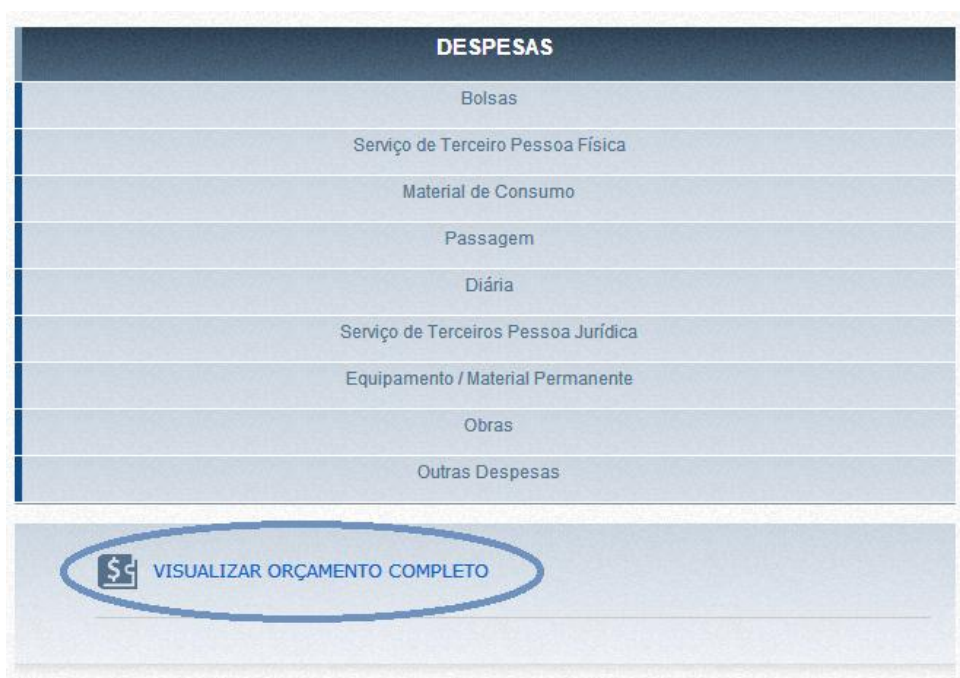 DESPESAS
Bolsas
Serviço de Terceiro Pessoa Física
Material de Consumo
Passagem
Diária
Serviço de Terceiros Pessoa Jurídica
Equipamento / Material Permanente
Obras
Outras Despesas
VISUALIZAR ORÇAMENTO COMPLETO